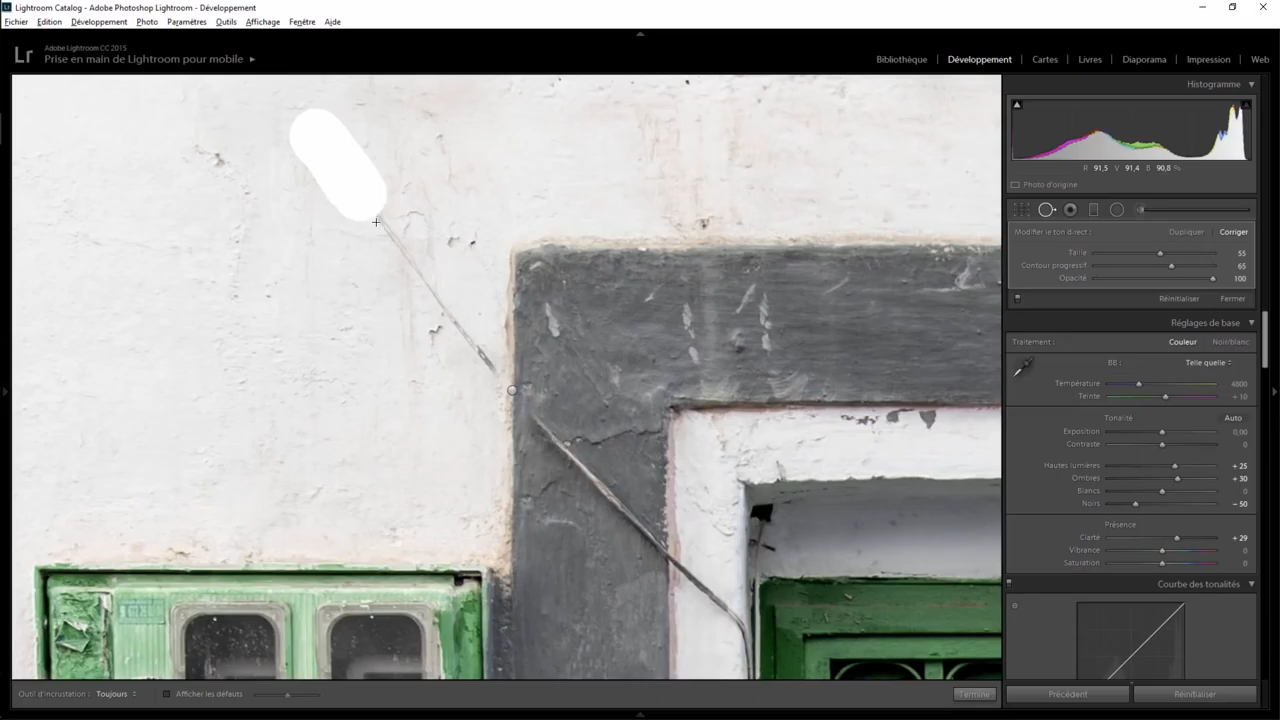 Lightroom Catalog - Adobe Photoshop Lightroom - Développement
Fichier Edition Développement Photo Paramètres Outils Affichage Fenêtre Aide
Lr
Adobe Lightroom CC 2015
Prise en main de Lightroom pour mobile
Bibliothèque | Développement | Cartes | Livres | Diaporama | Impression | Web
Histogramme
R 91,5 V 91,4 B 90,8 %
Photo d'origine
Modifier le ton direct : Dupliquer Corriger
Taille 55
Contour progressif 65
Opacité 100
Réinitialiser Fermer
Réglages de base
Traitement : Couleur Noir/blanc
BB : Telle quelle
Température 4800
Teinte + 10
Tonalité Auto
Exposition 0,00
Contraste 0
Hautes lumières + 25
Ombres + 30
Blancs 0
Noirs – 50
Présence
Clarté + 29
Vibrance 0
Saturation 0
Courbe des tonalités
Outil d'incrustation : Toujours Afficher les défauts Terminé
Précédent Réinitialiser